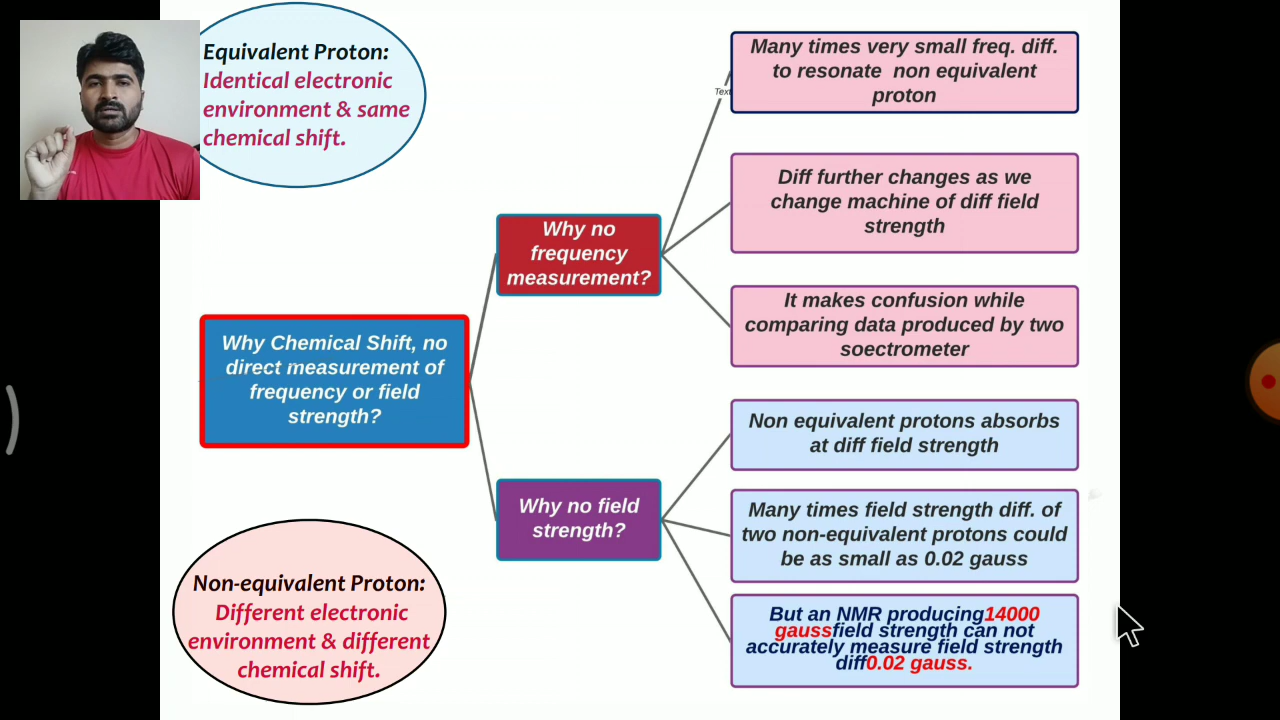 Equivalent Proton:
Identical electronic
environment & same
chemical shift.
Why Chemical Shift, no
direct measurement of
frequency or field
strength?
Why no
frequency
measurement?
Text
Many times very small freq. diff.
to resonate non equivalent
proton
Diff further changes as we
change machine of diff field
strength
It makes confusion while
comparing data produced by two
soectrometer
Why no field
strength?
Non equivalent protons absorbs
at diff field strength
Many times field strength diff. of
two non-equivalent protons could
be as small as 0.02 gauss
But an NMR producing14000
gaussfield strength can not
accurately measure field strength
diff0.02 gauss.
Non-equivalent Proton:
Different electronic
environment & different
chemical shift.